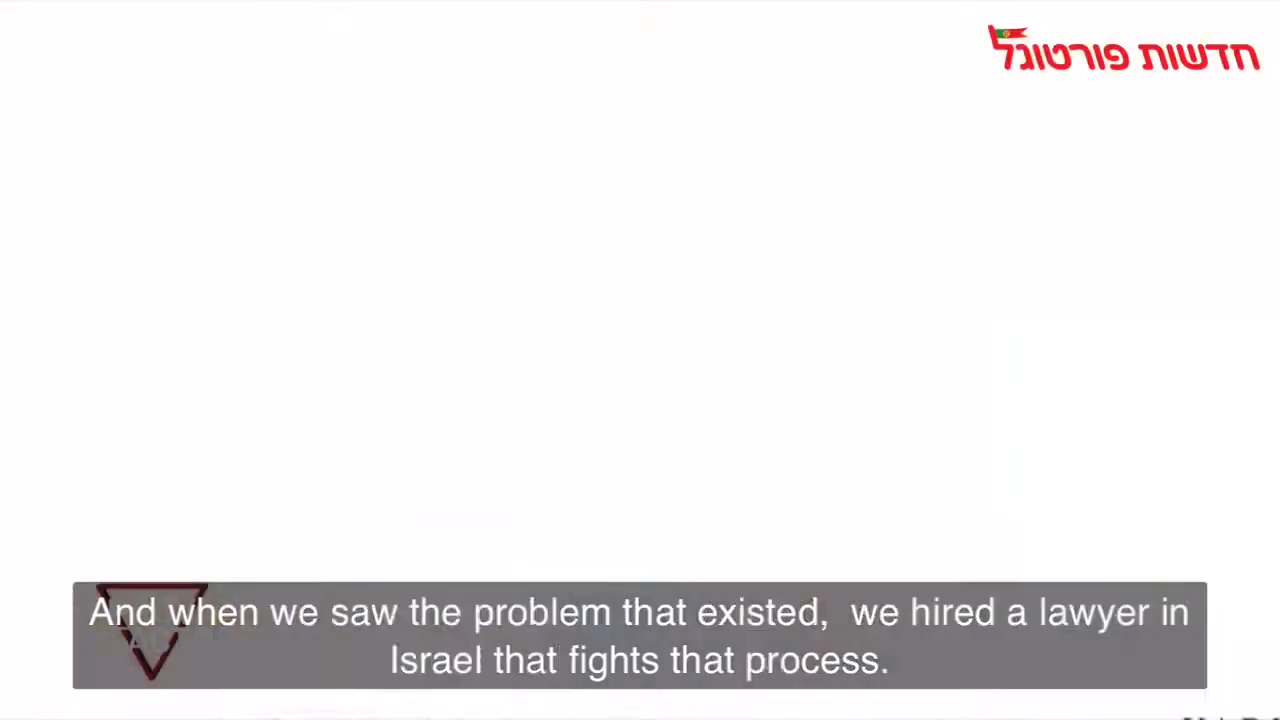 חדשות פורטוגל
And when we saw the problem that existed,  we hired a lawyer in
Israel that fights that process.